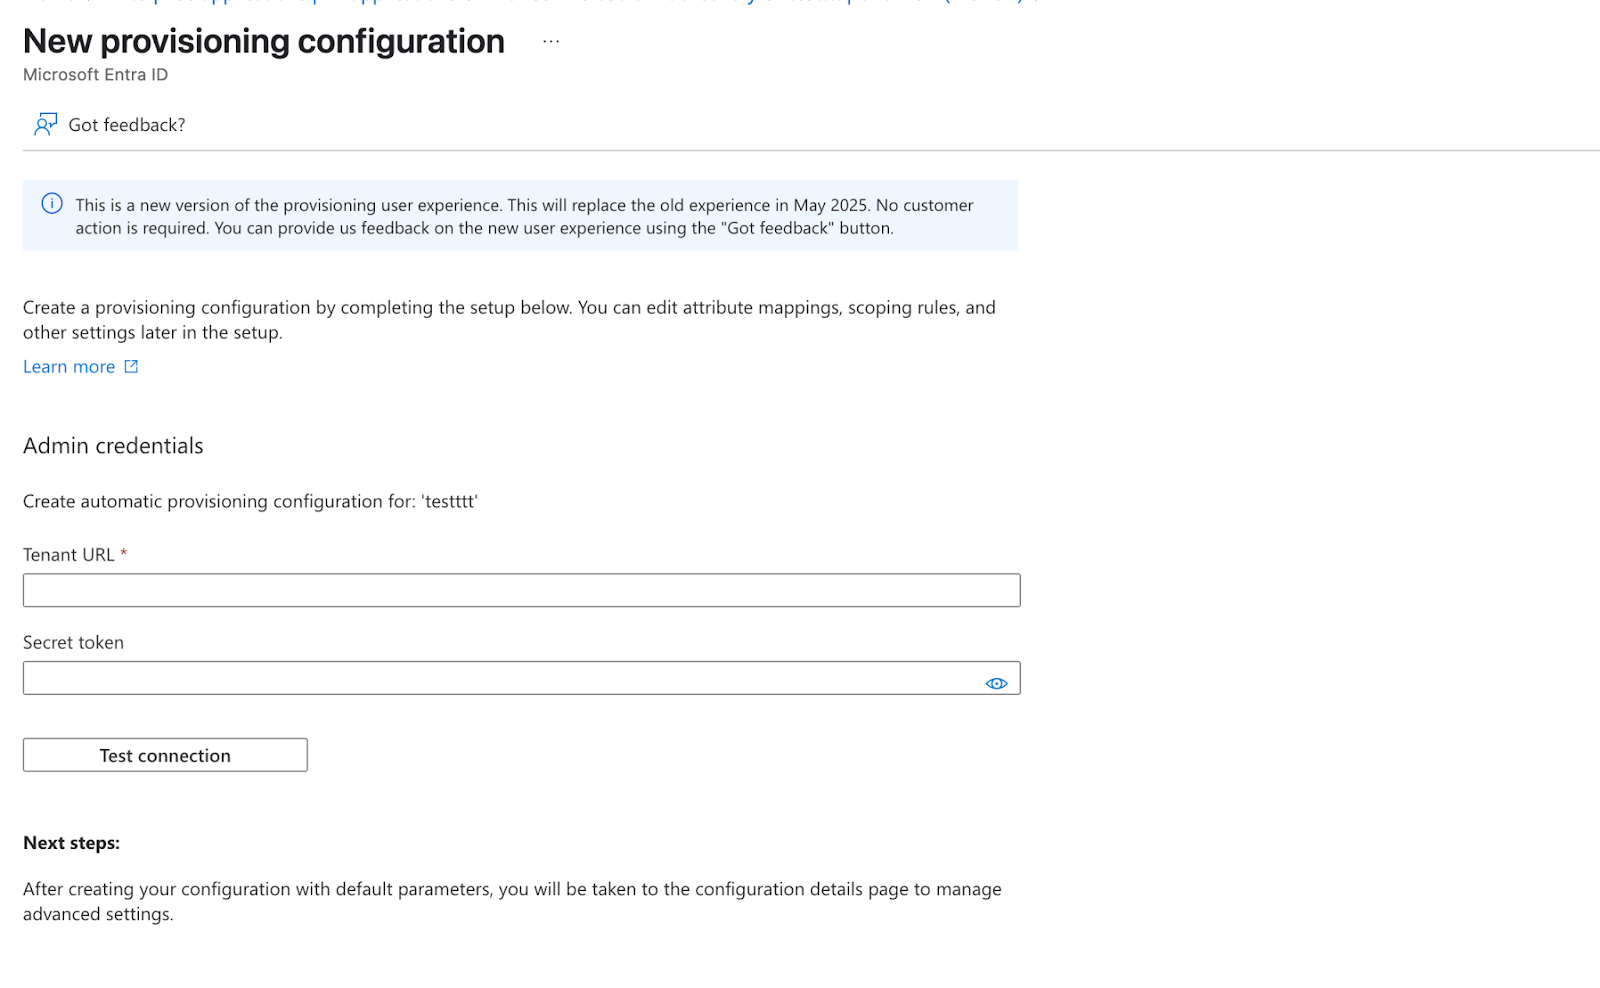 New provisioning configuration ...
Microsoft Entra ID
Got feedback?
This is a new version of the provisioning user experience. This will replace the old experience in May 2025. No customer
action is required. You can provide us feedback on the new user experience using the "Got feedback" button.
Create a provisioning configuration by completing the setup below. You can edit attribute mappings, scoping rules, and
other settings later in the setup.
Learn more
Admin credentials
Create automatic provisioning configuration for: 'testttt'
Tenant URL *
Secret token
Test connection
Next steps:
After creating your configuration with default parameters, you will be taken to the configuration details page to manage
advanced settings.